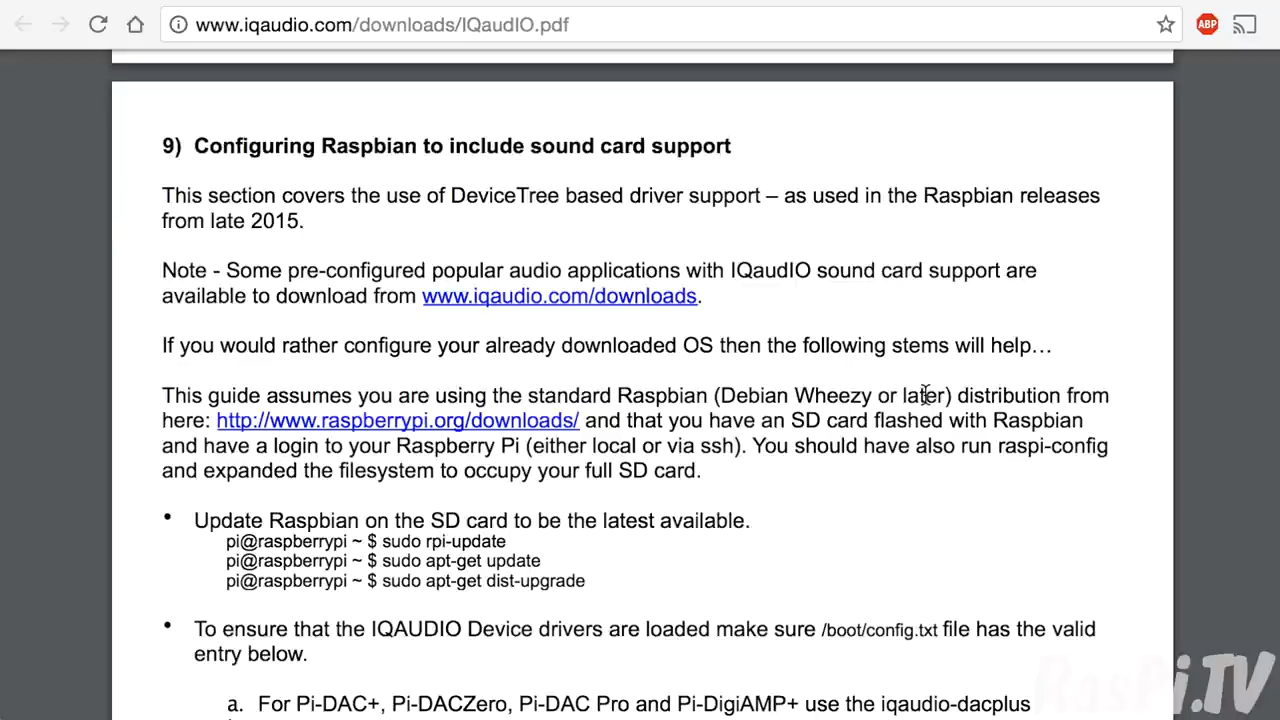 www.iqaudio.com/downloads/IQaudIO.pdf
ABP
9) Configuring Raspbian to include sound card support
This section covers the use of DeviceTree based driver support – as used in the Raspbian releases
from late 2015.
Note - Some pre-configured popular audio applications with IQaudIO sound card support are
available to download from www.iqaudio.com/downloads.
If you would rather configure your already downloaded OS then the following stems will help…
This guide assumes you are using the standard Raspbian (Debian Wheezy or later) distribution from
here: http://www.raspberrypi.org/downloads/ and that you have an SD card flashed with Raspbian
and have a login to your Raspberry Pi (either local or via ssh). You should have also run raspi-config
and expanded the filesystem to occupy your full SD card.
• Update Raspbian on the SD card to be the latest available.
pi@raspberrypi ~ $ sudo rpi-update
pi@raspberrypi ~ $ sudo apt-get update
pi@raspberrypi ~ $ sudo apt-get dist-upgrade
• To ensure that the IQAUDIO Device drivers are loaded make sure /boot/config.txt file has the valid
entry below.
a. For Pi-DAC+, Pi-DACZero, Pi-DAC Pro and Pi-DigiAMP+ use the iqaudio-dacplus
RasPi.TV